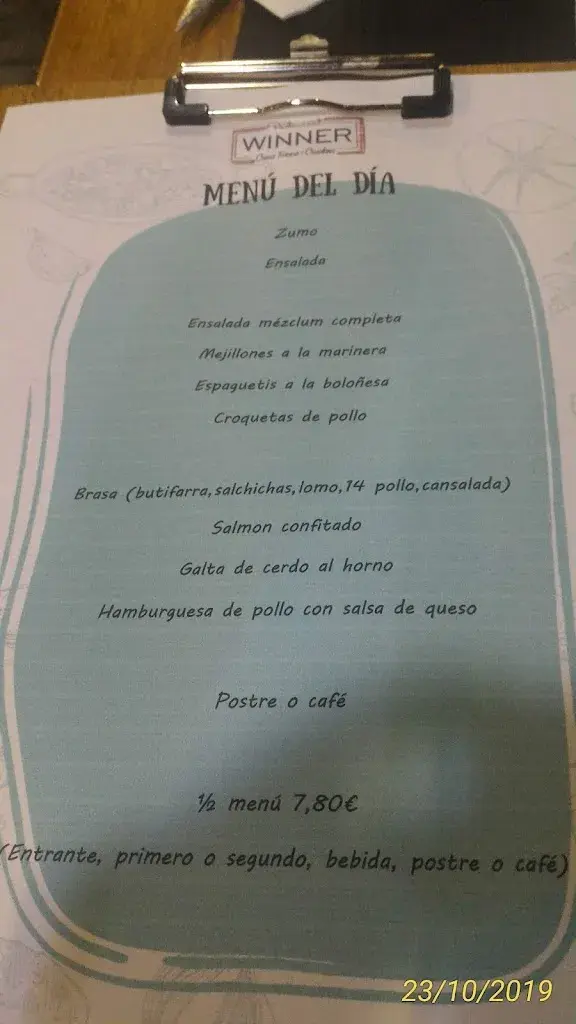 WINNER
MENÚ DEL DÍA
Zumo
Ensalada
Ensalada mézclum completa
Mejillones a la marinera
Espaguetis a la boloñesa
Croquetas de pollo
Brasa (butifarra,salchichas,lomo,14 pollo,cansalada)
Salmon confitado
Galta de cerdo al horno
Hamburguesa de pollo con salsa de queso
Postre o café
½ menú 7,80€
(Entrante, primero o segundo, bebida, postre o café)
23/10/2019